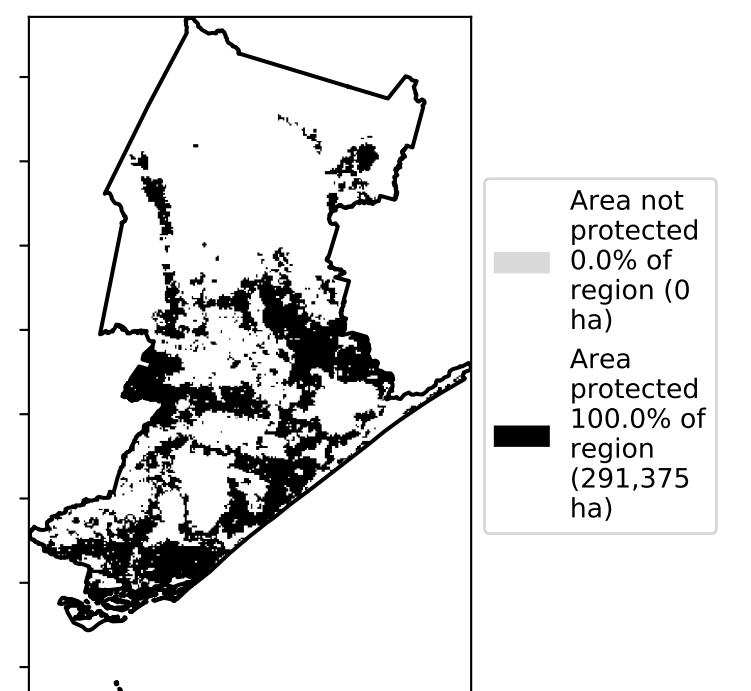 Area not
protected
0.0% of
region (0
ha)
Area
protected
100.0% of
region
(291,375
ha)